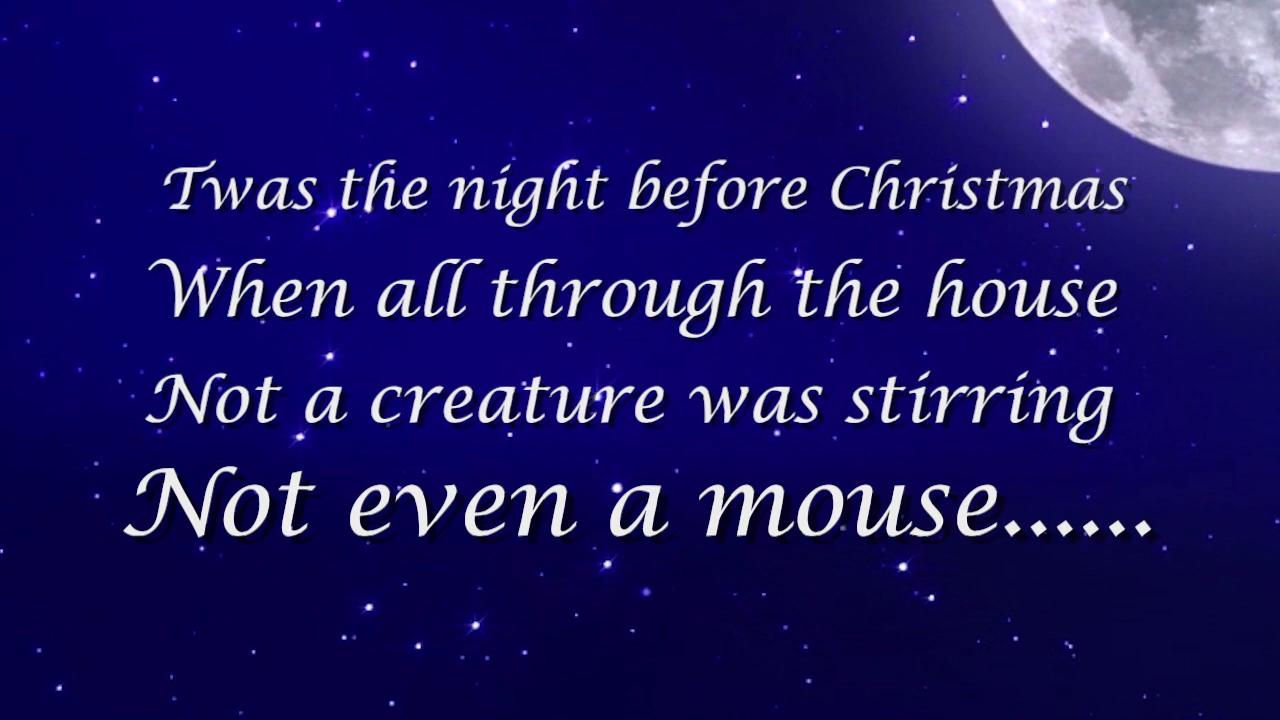 Twas the night before Christmas
When all through the house
Not a creature was stirring
Not even a mouse......